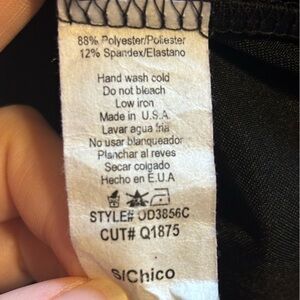 88% Polyester/Poliester
12% Spandex/Elastano
Hand wash cold
Do not bleach
Low iron
Made in U.S.A.
Lavar agua fria
No usar blanqueador
Planchar al reves
Secar colgado
Hecho en E.U.A
STYLE# UD3856C
CUT# Q1875
S/Chico